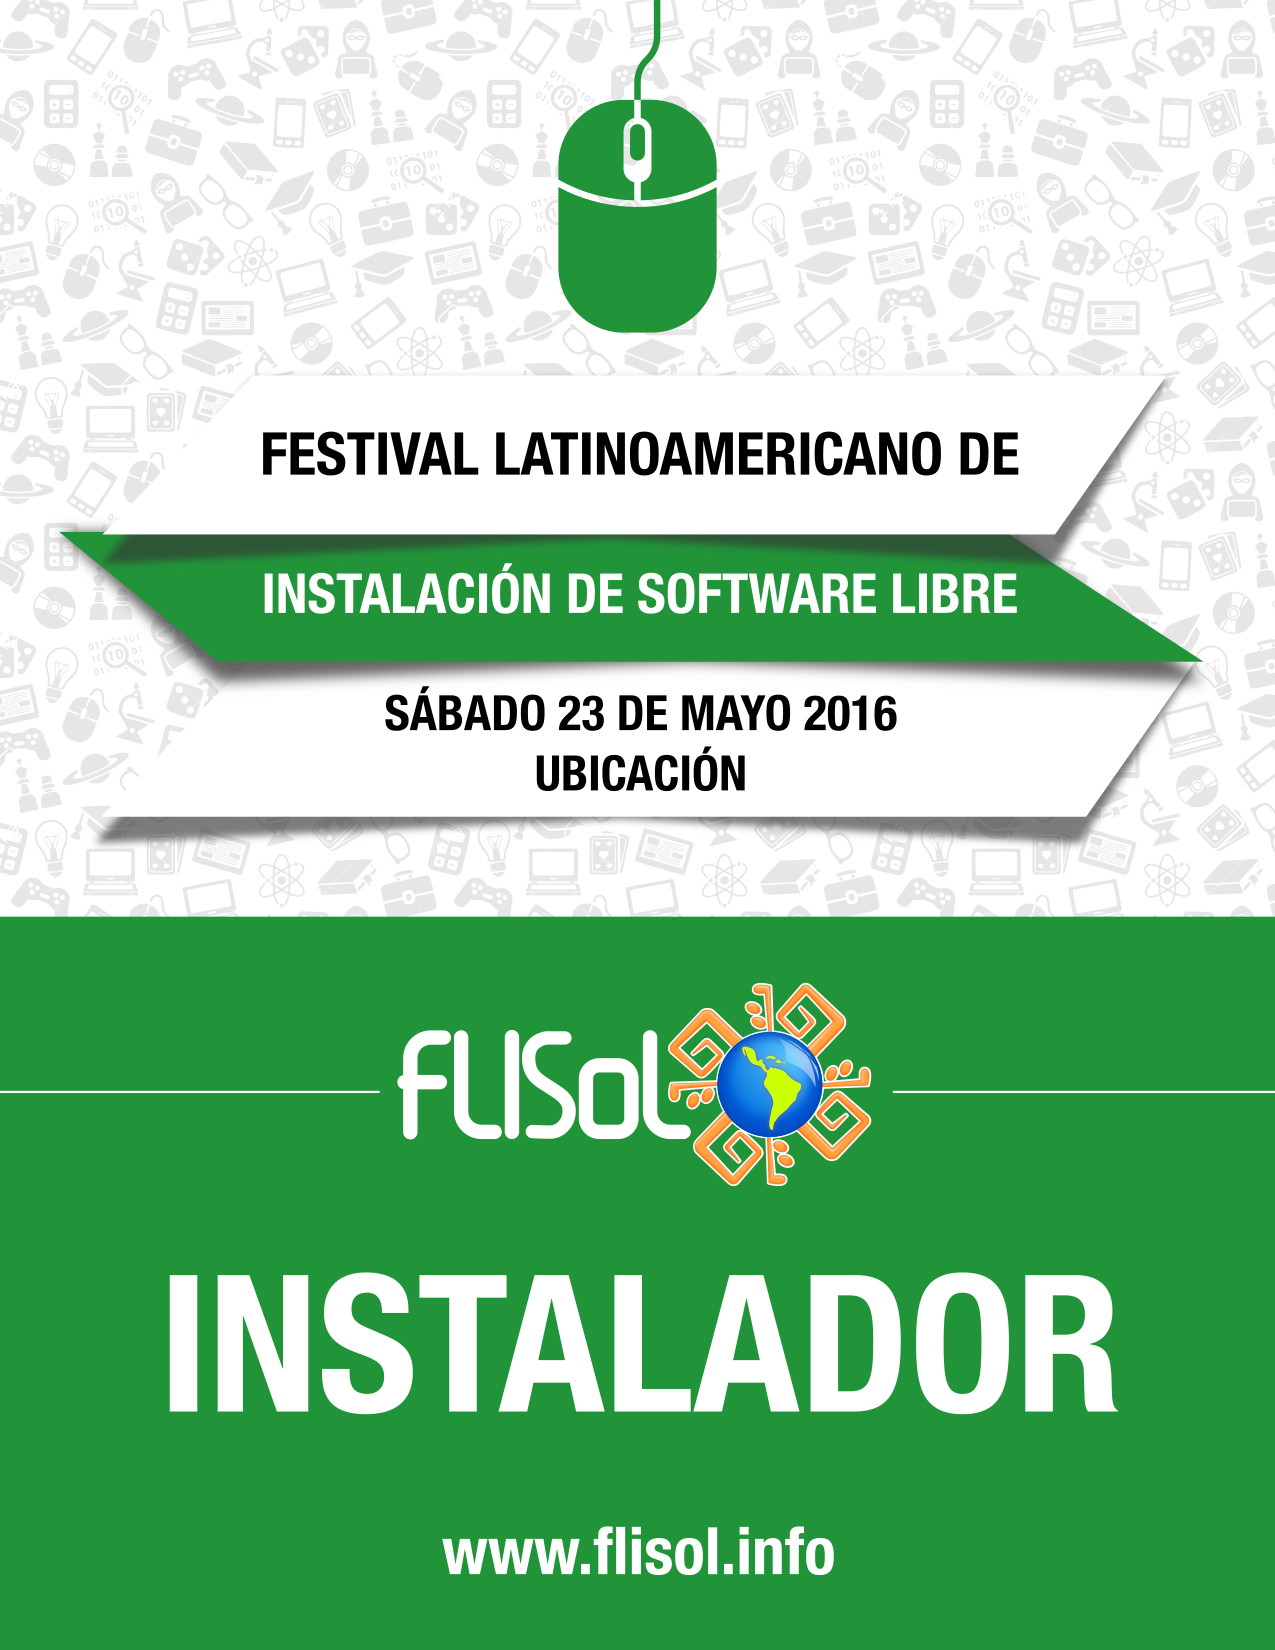 FESTIVAL LATINOAMERICANO DE
INSTALACIÓN DE SOFTWARE LIBRE
SÁBADO 23 DE MAYO 2016
UBICACIÓN
FLISoL
INSTALADOR
www.flisol.info